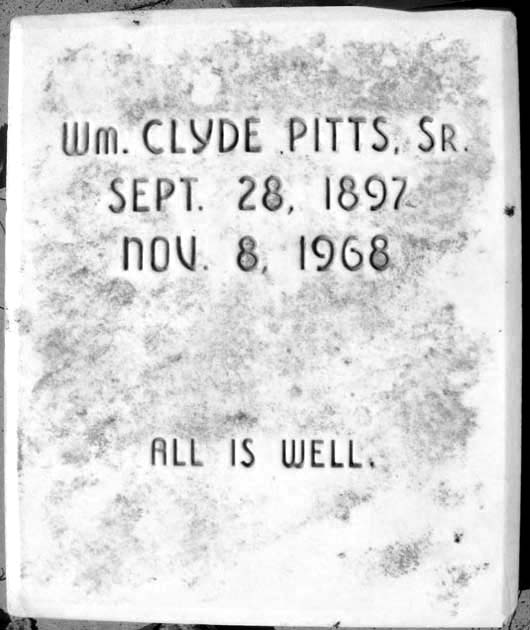 Wm. CLYDE PITTS, SR.
SEPT. 28, 1897
NOV. 8, 1968
ALL IS WELL.